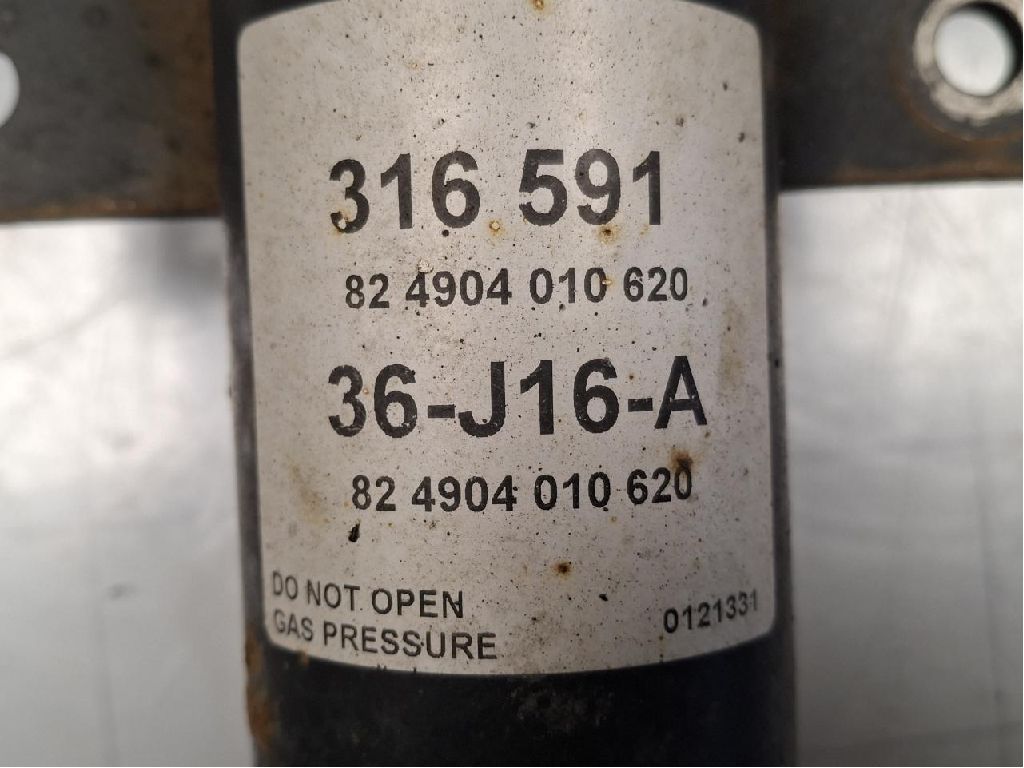 316 591
82 4904 010 620
36-J16-A
82 4904 010 620
DO NOT OPEN
GAS PRESSURE
0121331